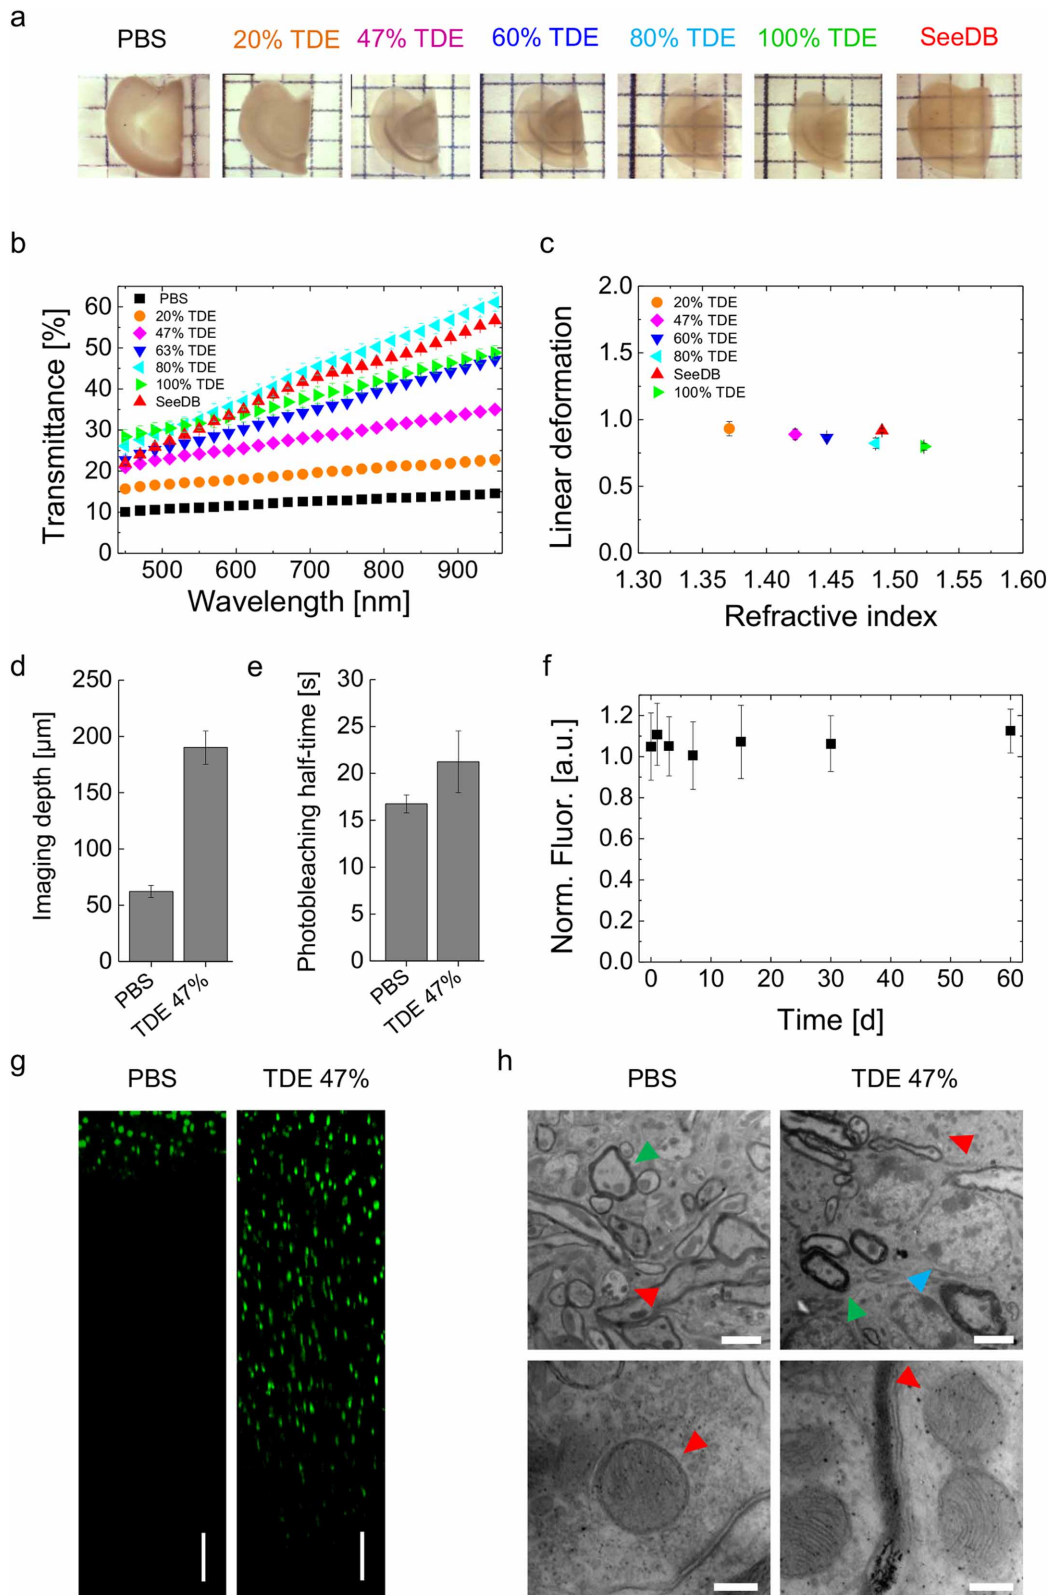 a
PBS 20% TDE 47% TDE 60% TDE 80% TDE 100% TDE SeeDB
b
Transmittance [%]
60
50
40
30
20
10
0
PBS
20% TDE
47% TDE
63% TDE
80% TDE
100% TDE
SeeDB
500 600 700 800 900
Wavelength [nm]
c
Linear deformation
2.0
1.5
1.0
0.5
0.0
20% TDE
47% TDE
60% TDE
80% TDE
SeeDB
100% TDE
1.30 1.35 1.40 1.45 1.50 1.55 1.60
Refractive index
d
Imaging depth [µm]
250
200
150
100
50
0
PBS
TDE 47%
e
Photobleaching half-time [s]
30
25
20
15
10
5
0
PBS
TDE 47%
f
Norm. Fluor. [a.u.]
1.2
1.0
0.8
0.6
0.4
0.2
0.0
0 10 20 30 40 50 60
Time [d]
g
PBS TDE 47%
h
PBS TDE 47%